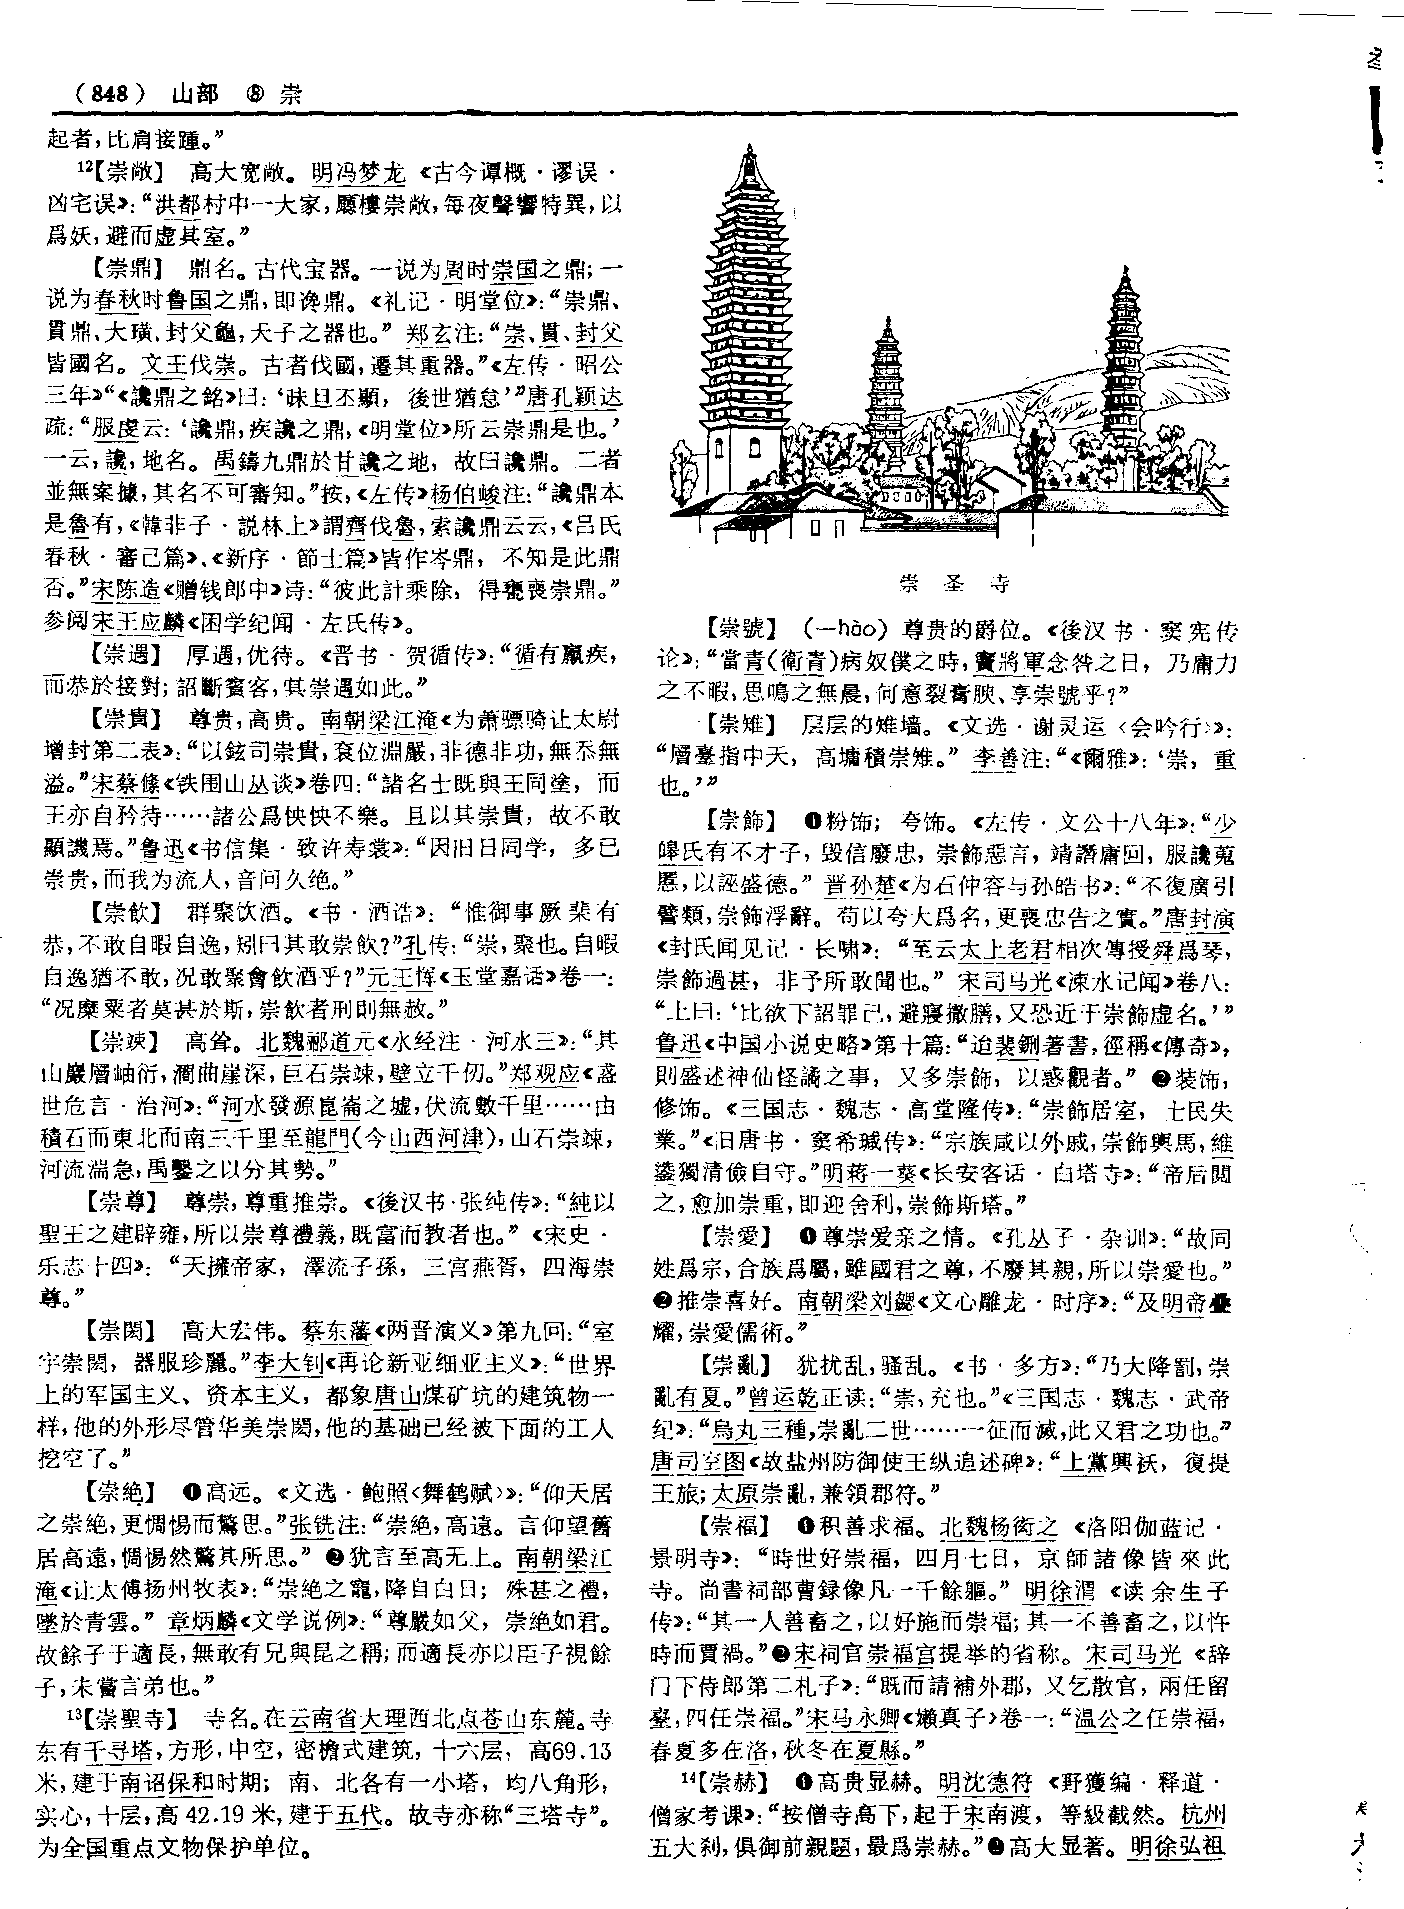 （848） 山部 ⑧ 崇
起者，比肩接踵。”
12【崇敞】 高大宽敞。明冯梦龙《古今谭概·谬误·
凶宅误》：“洪都村中一大家，廳樓崇敞，每夜聲響特異，以
爲妖，避而虚其室。”
【崇鼎】 鼎名。古代宝器。一说为周时崇国之鼎；一
说为春秋时鲁国之鼎，即谗鼎。《礼记·明堂位》：“崇鼎、
貫鼎、大璜、封父龜，天子之器也。” 郑玄注：“崇、貫、封父
皆國名。文王伐崇。古者伐國，遷其重器。”《左传·昭公
三年》“《讒鼎之銘》曰：‘昧旦丕顯，後世猶怠’”唐孔颖达
疏：“服虔云：‘讒鼎，疾讒之鼎，《明堂位》所云崇鼎是也。’
一云，讒，地名。禹鑄九鼎於甘讒之地，故曰讒鼎。二者
並無案據，其名不可審知。”按，《左传》杨伯峻注：“讒鼎本
是魯有，《韓非子·説林上》謂齊伐魯，索讒鼎云云，《吕氏
春秋·審己篇》、《新序·節士篇》皆作岑鼎，不知是此鼎
否。”宋陈造《赠钱郎中》诗：“彼此計乘除，得甕喪崇鼎。”
参阅宋王应麟《困学纪闻·左氏传》。
【崇遇】 厚遇，优待。《晋书·贺循传》：“循有羸疾，
而恭於接對；詔斷賓客，其崇遇如此。”
【崇貴】 尊贵，高贵。南朝梁江淹《为萧骠骑让太尉
增封第二表》：“以鉉司崇貴，袞位淵嚴，非德非功，無忝無
溢。”宋蔡絛《铁围山丛谈》卷四：“諸名士既與王同塗，而
王亦自矜持……諸公爲怏怏不樂。且以其崇貴，故不敢
顯譏焉。”鲁迅《书信集·致许寿裳》：“因旧日同学，多已
崇贵，而我为流人，音问久绝。”
【崇飲】 群聚饮酒。《书·酒诰》：“惟御事厥棐有
恭，不敢自暇自逸，矧曰其敢崇飲？”孔传：“崇，聚也。自暇
自逸猶不敢，况敢聚會飲酒乎？”元王恽《玉堂嘉话》卷一：
“况糜粟者莫甚於斯，崇飲者刑則無赦。”
【崇竦】 高耸。北魏郦道元《水经注·河水三》：“其
山巖層岫衍，澗曲崖深，巨石崇竦，壁立千仞。”郑观应《盛
世危言·治河》：“河水發源崑崙之墟，伏流數千里……由
積石而東北而南三千里至龍門（今山西河津），山石崇竦，
河流湍急，禹鑿之以分其勢。”
【崇尊】 尊崇，尊重推崇。《後汉书·张纯传》：“純以
聖王之建辟雍，所以崇尊禮義，既富而教者也。”《宋史·
乐志十四》：“天擁帝家，澤流子孫，三宫燕胥，四海崇
尊。”
【崇閎】 高大宏伟。蔡东藩《两晋演义》第九回：“室
宇崇閎，器服珍麗。”李大钊《再论新亚细亚主义》：“世界
上的军国主义、资本主义，都象唐山煤矿坑的建筑物一
样，他的外形尽管华美崇閎，他的基础已经被下面的工人
挖空了。”
【崇絶】 ❶高远。《文选·鲍照〈舞鹤赋〉》：“仰天居
之崇絶，更惆惕而驚思。”张铣注：“崇絶，高遠。言仰望舊
居高遠，惆惕然驚其所思。” ❷犹言至高无上。南朝梁江
淹《让太傅扬州牧表》：“崇絶之寵，降自白日；殊甚之禮，
墜於青雲。”章炳麟《文学说例》：“尊嚴如父，崇絶如君。
故餘子于適長，無敢有兄與昆之稱；而適長亦以臣子視餘
子，未嘗言弟也。”
13【崇聖寺】 寺名。在云南省大理西北点苍山东麓。寺
东有千寻塔，方形，中空，密檐式建筑，十六层，高69.13
米，建于南诏保和时期；南、北各有一小塔，均八角形，
实心，十层，高42.19米，建于五代。故寺亦称“三塔寺”。
为全国重点文物保护单位。
崇圣寺
【崇號】 （—hào）尊贵的爵位。《後汉书·窦宪传
论》：“當青（衛青）病奴僕之時，竇將軍念咎之日，乃庸力
之不暇，思鳴之無晨，何意裂膏腴、享崇號乎？”
【崇雉】 层层的雉墙。《文选·谢灵运〈会吟行〉》：
“層臺指中天，高墉積崇雉。” 李善注：“《爾雅》：‘崇，重
也。’”
【崇飾】 ❶粉饰；夸饰。《左传·文公十八年》：“少
皞氏有不才子，毁信廢忠，崇飾惡言，靖譖庸回，服讒蒐
慝，以誣盛德。” 晋孙楚《为石仲容与孙皓书》：“不復廣引
譬類，崇飾浮辭。苟以夸大爲名，更喪忠告之實。”唐封演
《封氏闻见记·长啸》：“至云太上老君相次傳授舜爲琴，
崇飾過甚，非予所敢聞也。” 宋司马光《涑水记闻》卷八：
“上曰：‘比欲下詔罪己，避寢撤膳，又恐近于崇飾虚名。’”
鲁迅《中国小说史略》第十篇：“迨裴铏著書，徑稱《傳奇》，
則盛述神仙怪譎之事，又多崇飾，以惑觀者。” ❷装饰，
修饰。《三国志·魏志·高堂隆传》：“崇飾居室，士民失
業。”《旧唐书·窦希瑊传》：“宗族咸以外戚，崇飾輿馬，維
鍌獨清儉自守。”明蒋一葵《长安客话·白塔寺》：“帝后閲
之，愈加崇重，即迎舍利，崇飾斯塔。”
【崇愛】 ❶尊崇爱亲之情。《孔丛子·杂训》：“故同
姓爲宗，合族爲屬，雖國君之尊，不廢其親，所以崇愛也。”
❷推崇喜好。南朝梁刘勰《文心雕龙·时序》：“及明帝疊
耀，崇愛儒術。”
【崇亂】 犹扰乱，骚乱。《书·多方》：“乃大降罰，崇
亂有夏。”曾运乾正读：“崇，充也。”《三国志·魏志·武帝
纪》：“烏丸三種，崇亂二世……一征而滅，此又君之功也。”
唐司空图《故盐州防御使王纵追述碑》：“上黨興祅，復提
王旅；太原崇亂，兼領郡符。”
【崇福】 ❶积善求福。北魏杨衒之《洛阳伽蓝记·
景明寺》：“時世好崇福，四月七日，京師諸像皆來此
寺。尚書祠部曹録像凡一千餘軀。” 明徐渭《读余生子
传》：“其一人善畜之，以好施而崇福；其一不善畜之，以忤
時而賈禍。”❷宋祠官崇福宫提举的省称。宋司马光《辞
门下侍郎第二札子》：“既而請補外郡，又乞散官，兩任留
臺，四任崇福。”宋马永卿《嬾真子》卷一：“温公之任崇福，
春夏多在洛，秋冬在夏縣。”
14【崇赫】 ❶高贵显赫。明沈德符《野獲编·释道·
僧家考课》：“按僧寺高下，起于宋南渡，等級截然。杭州
五大刹，俱御前親題，最爲崇赫。”❷高大显著。明徐弘祖